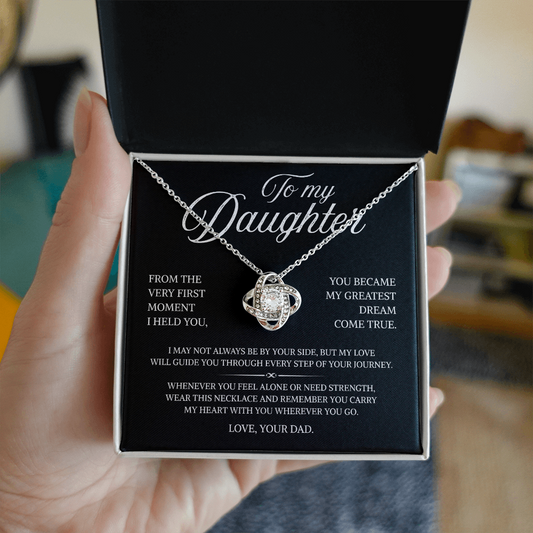 To my
Daughter
FROM THE
VERY FIRST
MOMENT
I HELD YOU,
YOU BECAME
MY GREATEST
DREAM
COME TRUE.
I MAY NOT ALWAYS BE BY YOUR SIDE, BUT MY LOVE
WILL GUIDE YOU THROUGH EVERY STEP OF YOUR JOURNEY.
WHENEVER YOU FEEL ALONE OR NEED STRENGTH,
WEAR THIS NECKLACE AND REMEMBER YOU CARRY
MY HEART WITH YOU WHEREVER YOU GO.
LOVE, YOUR DAD.